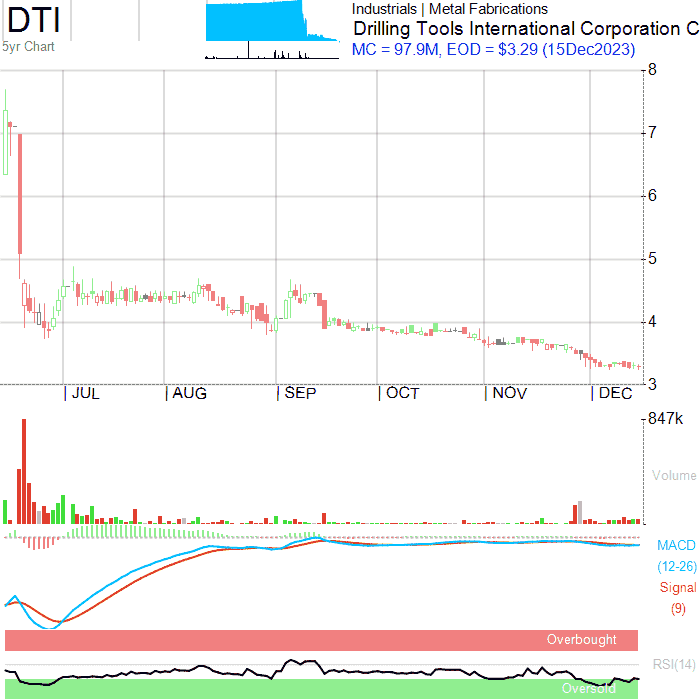 DTI
5yr Chart
Industrials | Metal Fabrications
Drilling Tools International Corporation C
MC = 97.9M, EOD = $3.29 (15Dec2023)
8
7
6
5
4
3
JUL AUG SEP OCT NOV DEC
847k
Volume
MACD
(12-26)
Signal
(9)
Overbought
RSI(14)
Oversold